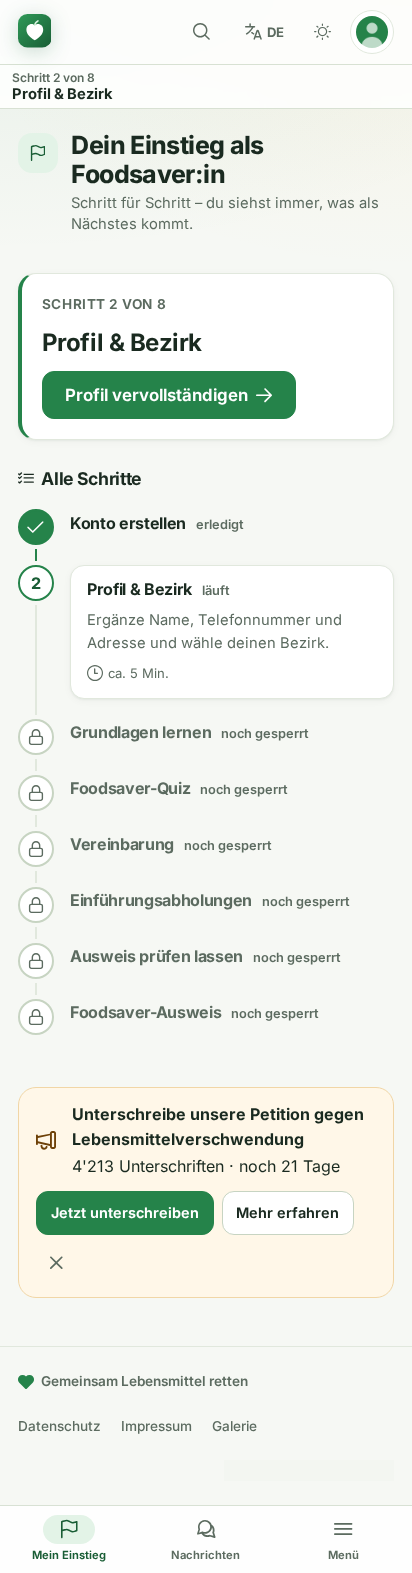 DE
Schritt 2 von 8
Profil & Bezirk
Dein Einstieg als
Foodsaver:in
Schritt für Schritt – du siehst immer, was als
Nächstes kommt.
SCHRITT 2 VON 8
Profil & Bezirk
Profil vervollständigen →
Alle Schritte
Konto erstellen erledigt
2
Profil & Bezirk läuft
Ergänze Name, Telefonnummer und
Adresse und wähle deinen Bezirk.
ca. 5 Min.
Grundlagen lernen noch gesperrt
Foodsaver-Quiz noch gesperrt
Vereinbarung noch gesperrt
Einführungsabholungen noch gesperrt
Ausweis prüfen lassen noch gesperrt
Foodsaver-Ausweis noch gesperrt
Unterschreibe unsere Petition gegen
Lebensmittelverschwendung
4'213 Unterschriften · noch 21 Tage
Jetzt unterschreiben Mehr erfahren
Gemeinsam Lebensmittel retten
Datenschutz Impressum Galerie
Mein Einstieg Nachrichten Menü